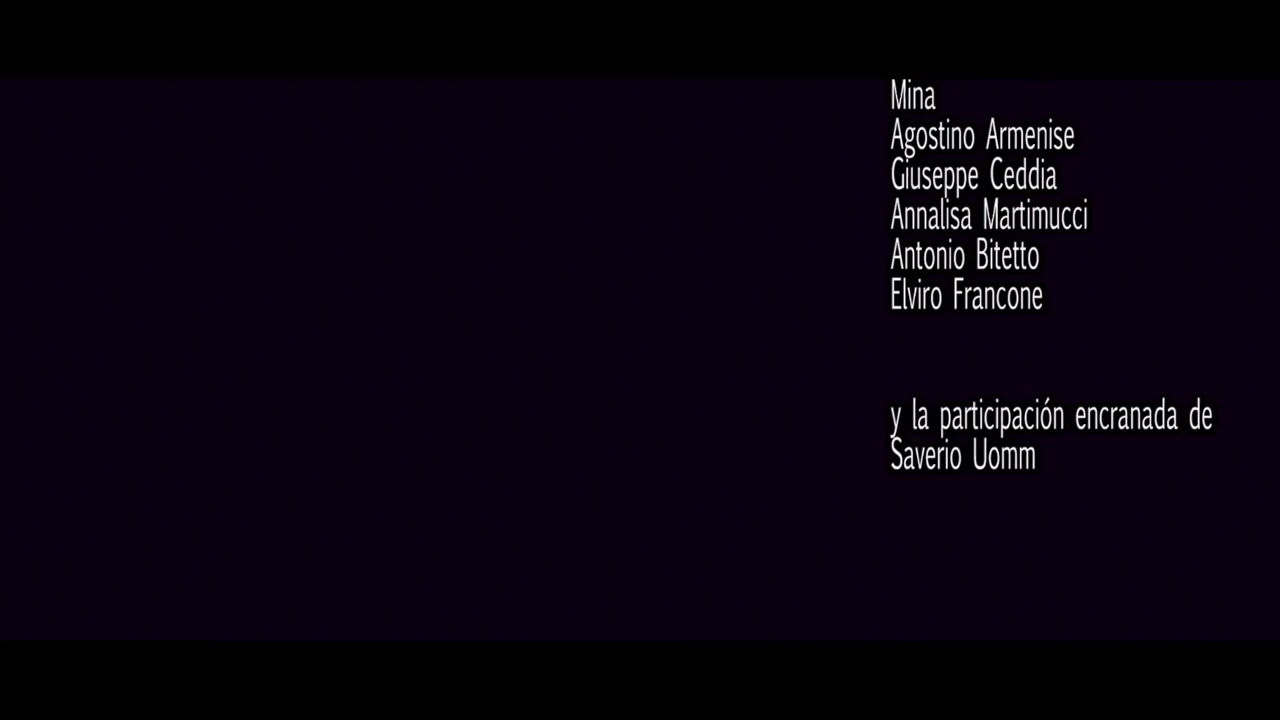 Mina
Agostino Armenise
Giuseppe Ceddia
Annalisa Martimucci
Antonio Bitetto
Elviro Francone
y la participación encranada de
Saverio Uomm